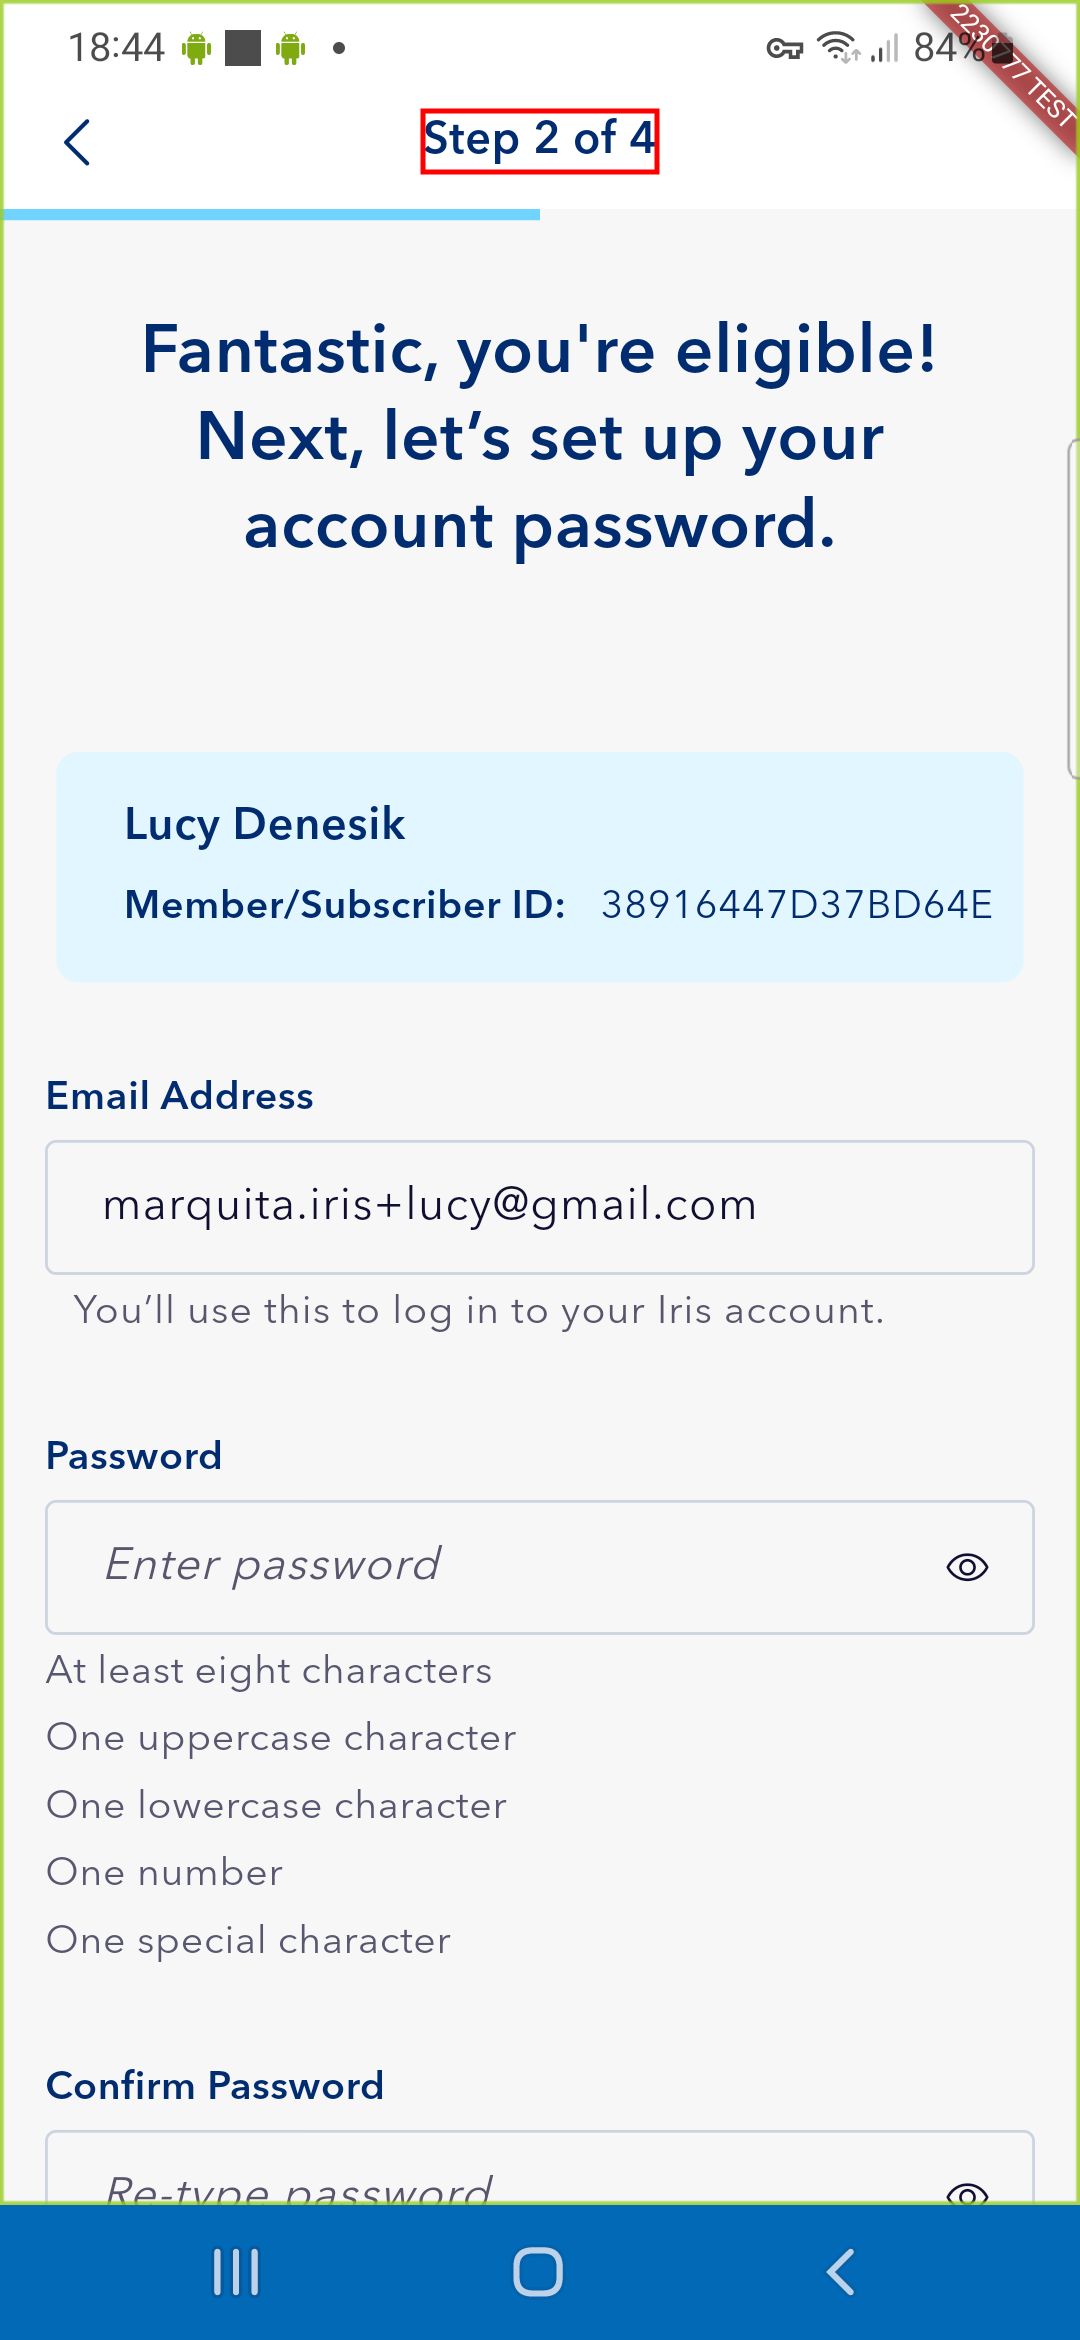 18:44
84%
2230777 TEST
Step 2 of 4
Fantastic, you're eligible!
Next, let’s set up your
account password.
Lucy Denesik
Member/Subscriber ID: 38916447D37BD64E
Email Address
marquita.iris+lucy@gmail.com
You’ll use this to log in to your Iris account.
Password
Enter password
At least eight characters
One uppercase character
One lowercase character
One number
One special character
Confirm Password
Re-type password